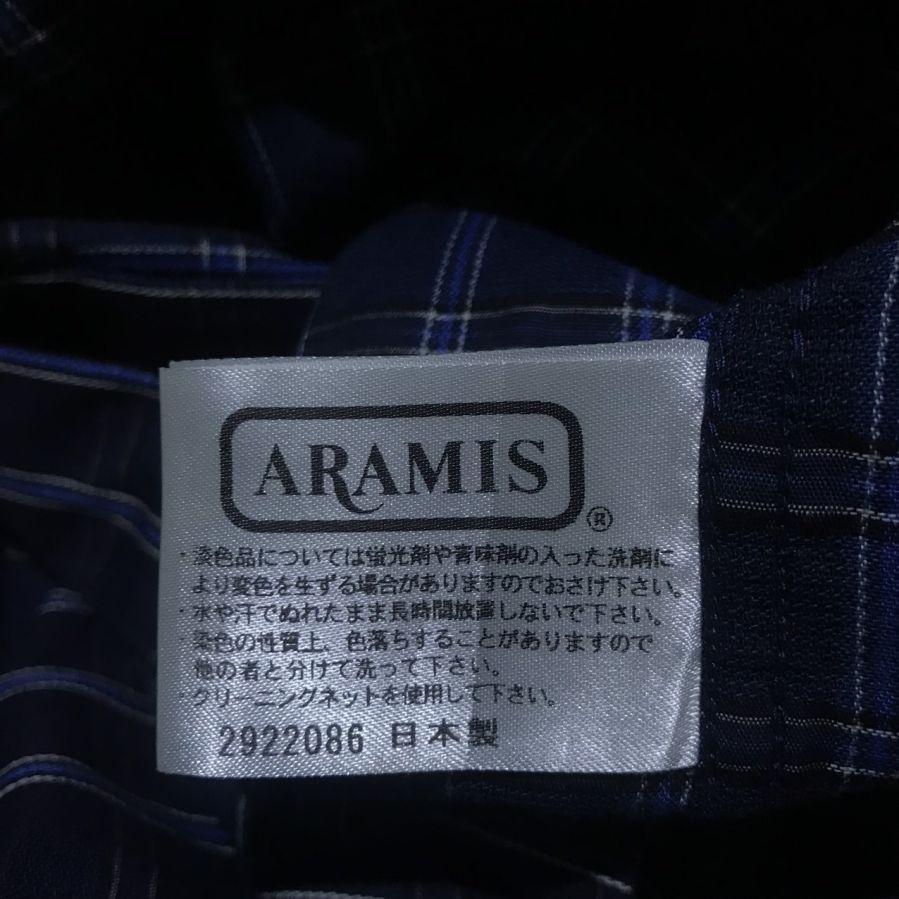 ARAMIS
®
・染色品については蛍光剤や青味剤の入った洗剤に
より変色を生ずる場合がありますのでおさけ下さい。
・水や汗でぬれたまま長時間放置しないで下さい。
・染色の性質上、色落ちすることがありますので
他の者と分けて洗って下さい。
・クリーニングネットを使用して下さい。
2922086 日本製